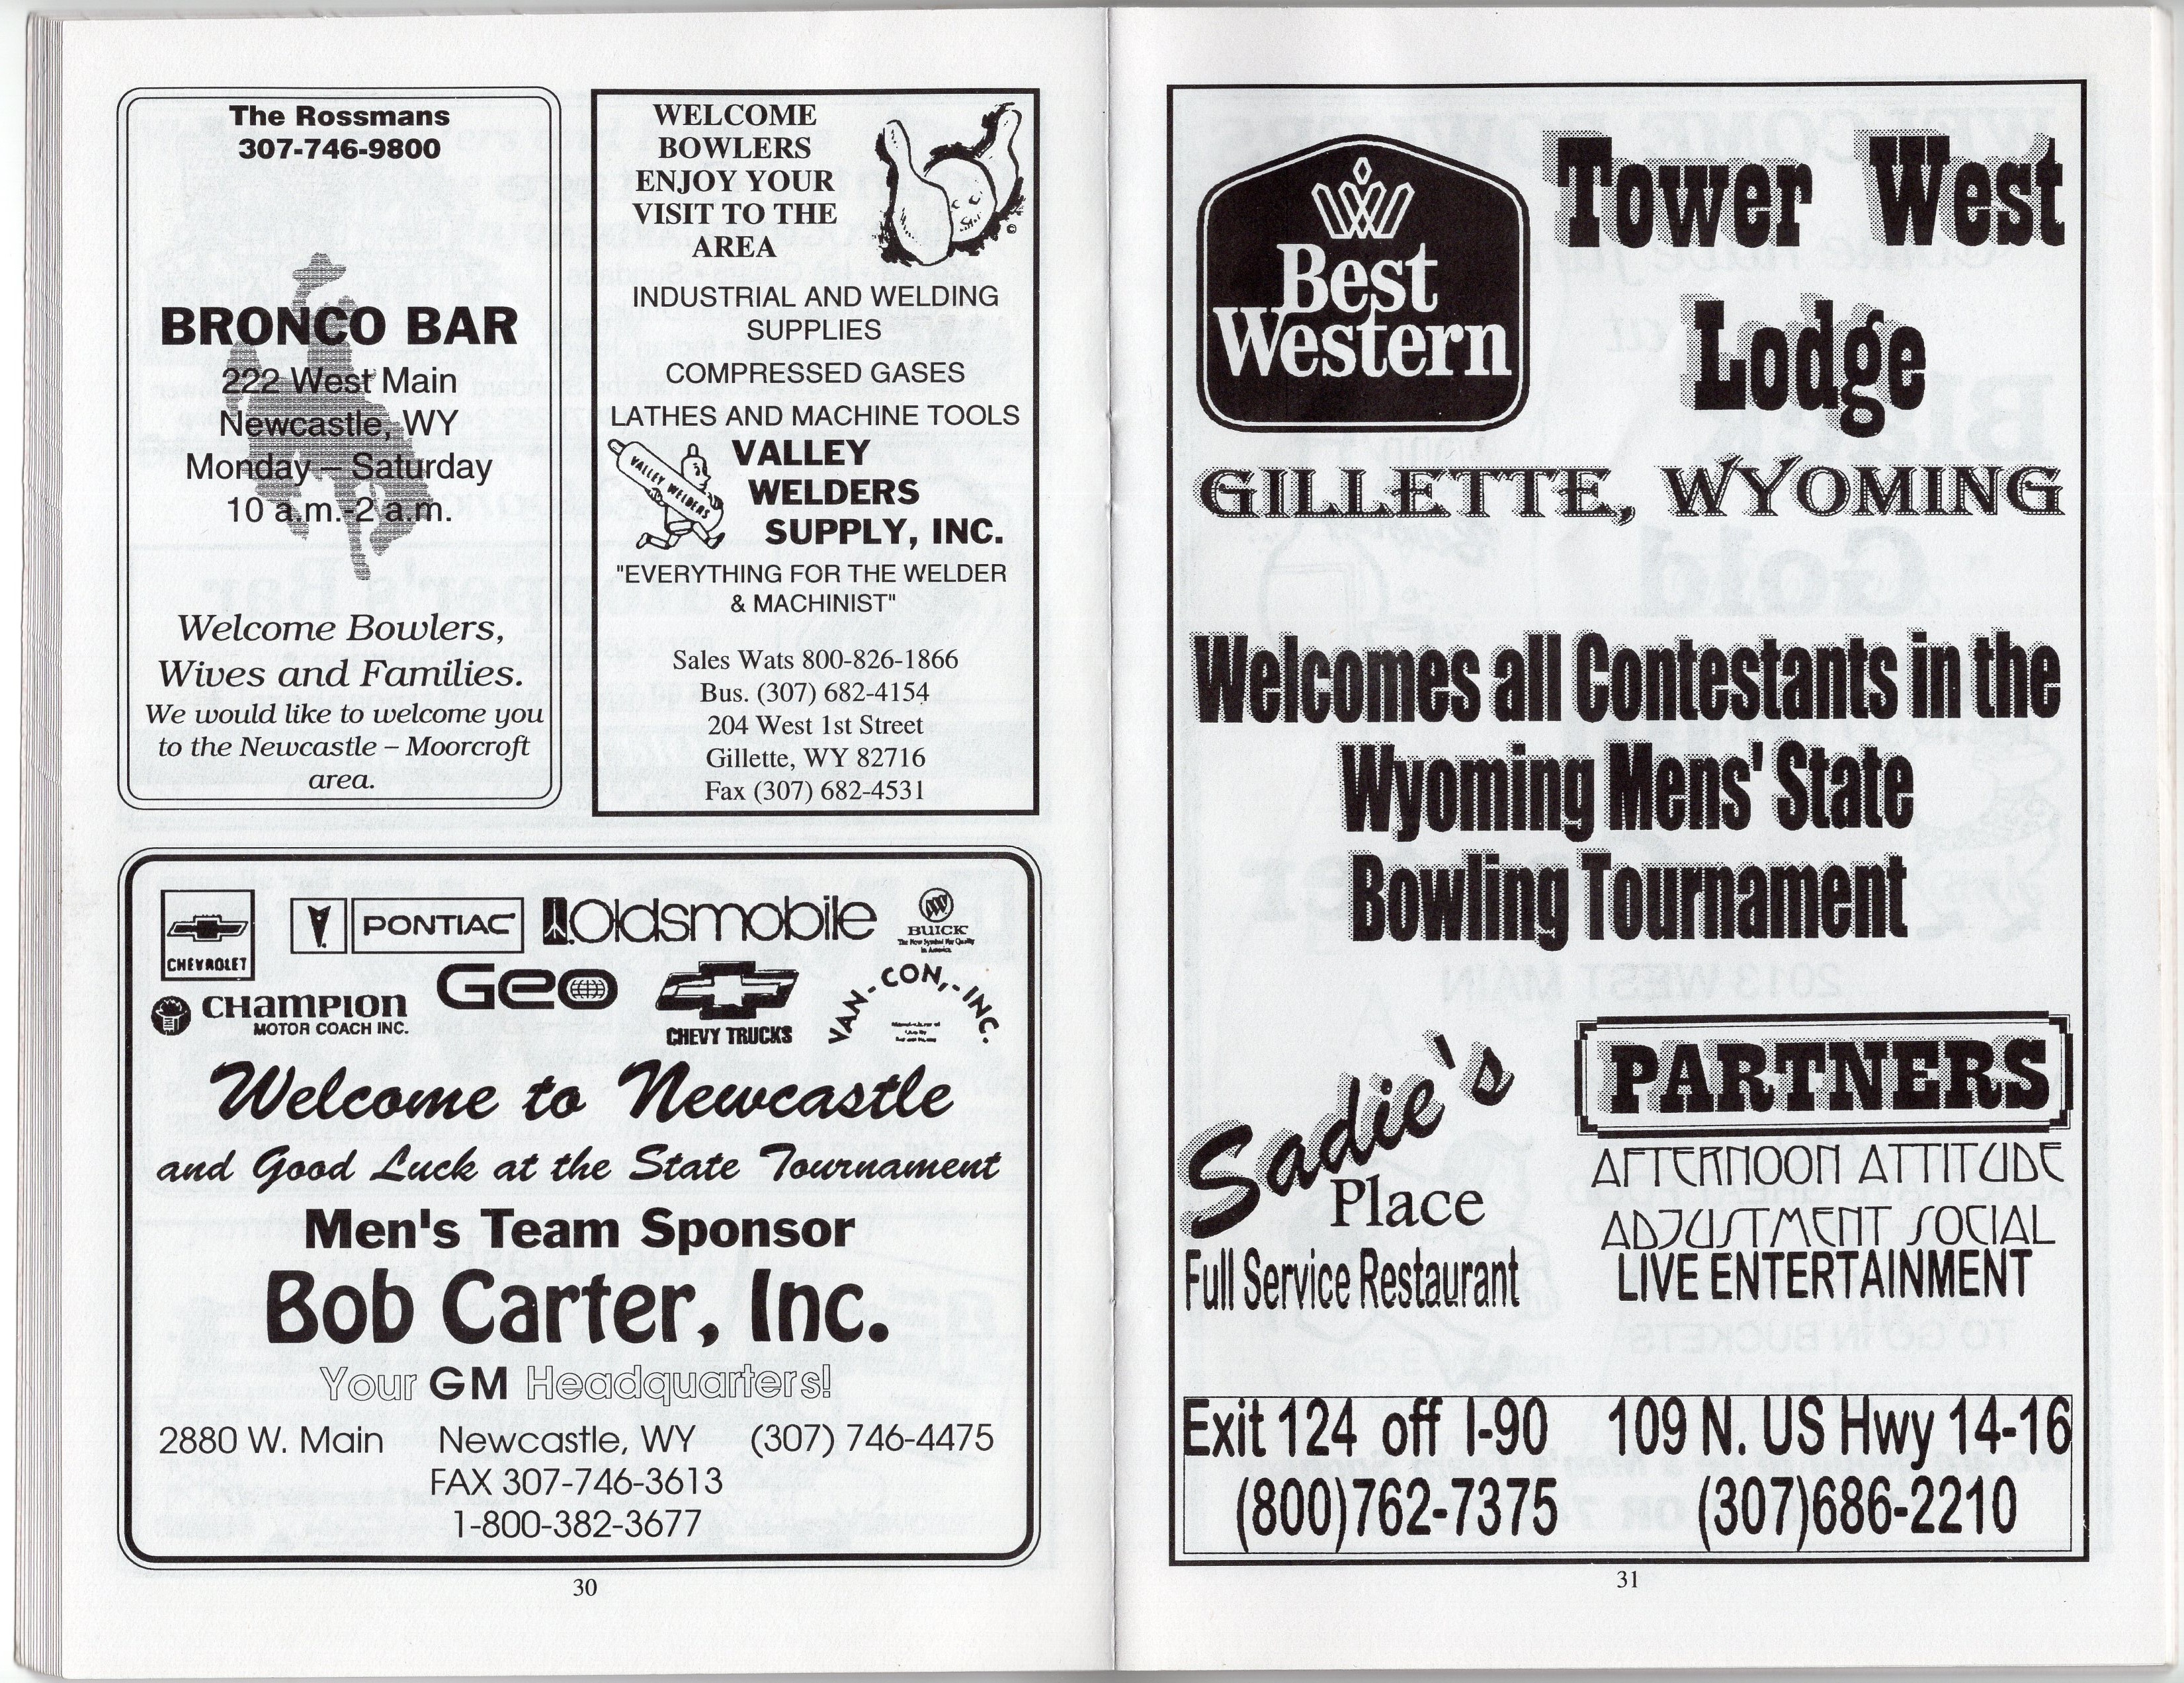 The Rossmans
307-746-9800
BRONCO BAR
222 West Main
Newcastle, WY
Monday – Saturday
10 a.m.-2 a.m.
Welcome Bowlers,
Wives and Families.
We would like to welcome you
to the Newcastle – Moorcroft
area.
WELCOME
BOWLERS
ENJOY YOUR
VISIT TO THE
AREA
©
INDUSTRIAL AND WELDING
SUPPLIES
COMPRESSED GASES
LATHES AND MACHINE TOOLS
VALLEY WELDERS
VALLEY
WELDERS
SUPPLY, INC.
"EVERYTHING FOR THE WELDER
& MACHINIST"
Sales Wats 800-826-1866
Bus. (307) 682-4154
204 West 1st Street
Gillette, WY 82716
Fax (307) 682-4531
CHEVROLET
PONTIAC
Oldsmobile
BUICK
The New Symbol For Quality
In America.
CHAMPION
MOTOR COACH INC.
Geo
CHEVY TRUCKS
VAN-CON,-INC.
Welcome to Newcastle
and Good Luck at the State Tournament
Men's Team Sponsor
Bob Carter, Inc.
Your GM Headquarters!
2880 W. Main Newcastle, WY (307) 746-4475
FAX 307-746-3613
1-800-382-3677
30
Best
Western
Tower West
Lodge
GILLETTE, WYOMING
Welcomes all Contestants in the
Wyoming Mens' State
Bowling Tournament
Sadie's
Place
Full Service Restaurant
PARTNERS
AFTERNOON ATTITUDE
ADJUSTMENT SOCIAL
LIVE ENTERTAINMENT
Exit 124 off I-90 109 N. US Hwy 14-16
(800)762-7375 (307)686-2210
31